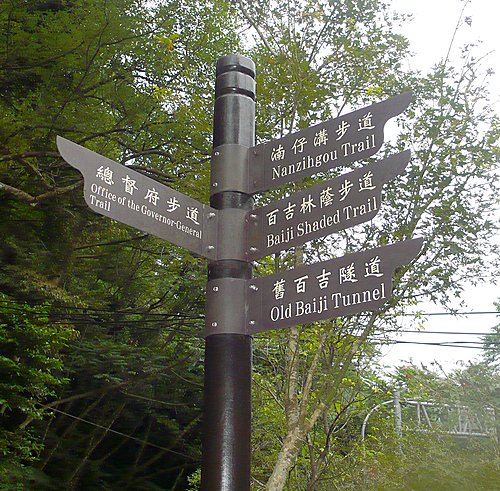 總督府步道
Office of the Governor-General
Trail
湳仔溝步道
Nanzihgou Trail
百吉林蔭步道
Baiji Shaded Trail
舊百吉隧道
Old Baiji Tunnel